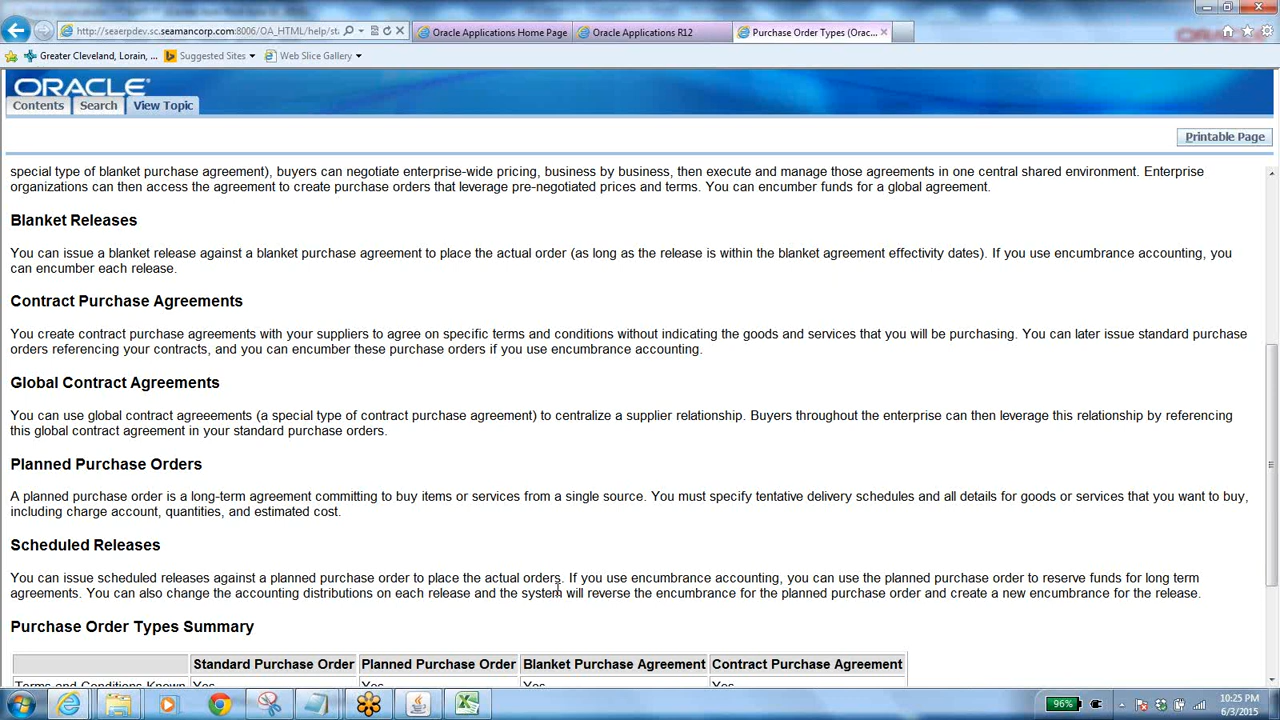 http://seaerpdev.sc.seamancorp.com:8006/OA_HTML/help/st
Oracle Applications Home Page
Oracle Applications R12
Purchase Order Types (Orac...
Greater Cleveland, Lorain, ...
Suggested Sites
Web Slice Gallery
ORACLE
Contents
Search
View Topic
Printable Page
special type of blanket purchase agreement), buyers can negotiate enterprise-wide pricing, business by business, then execute and manage those agreements in one central shared environment. Enterprise
organizations can then access the agreement to create purchase orders that leverage pre-negotiated prices and terms. You can encumber funds for a global agreement.
Blanket Releases
You can issue a blanket release against a blanket purchase agreement to place the actual order (as long as the release is within the blanket agreement effectivity dates). If you use encumbrance accounting, you
can encumber each release.
Contract Purchase Agreements
You create contract purchase agreements with your suppliers to agree on specific terms and conditions without indicating the goods and services that you will be purchasing. You can later issue standard purchase
orders referencing your contracts, and you can encumber these purchase orders if you use encumbrance accounting.
Global Contract Agreements
You can use global contract agreeements (a special type of contract purchase agreement) to centralize a supplier relationship. Buyers throughout the enterprise can then leverage this relationship by referencing
this global contract agreement in your standard purchase orders.
Planned Purchase Orders
A planned purchase order is a long-term agreement committing to buy items or services from a single source. You must specify tentative delivery schedules and all details for goods or services that you want to buy,
including charge account, quantities, and estimated cost.
Scheduled Releases
You can issue scheduled releases against a planned purchase order to place the actual orders. If you use encumbrance accounting, you can use the planned purchase order to reserve funds for long term
agreements. You can also change the accounting distributions on each release and the system will reverse the encumbrance for the planned purchase order and create a new encumbrance for the release.
Purchase Order Types Summary
Standard Purchase Order
Planned Purchase Order
Blanket Purchase Agreement
Contract Purchase Agreement
Terms and Conditions Known
Yes
Yes
Yes
Yes
96%
10:25 PM
6/3/2015